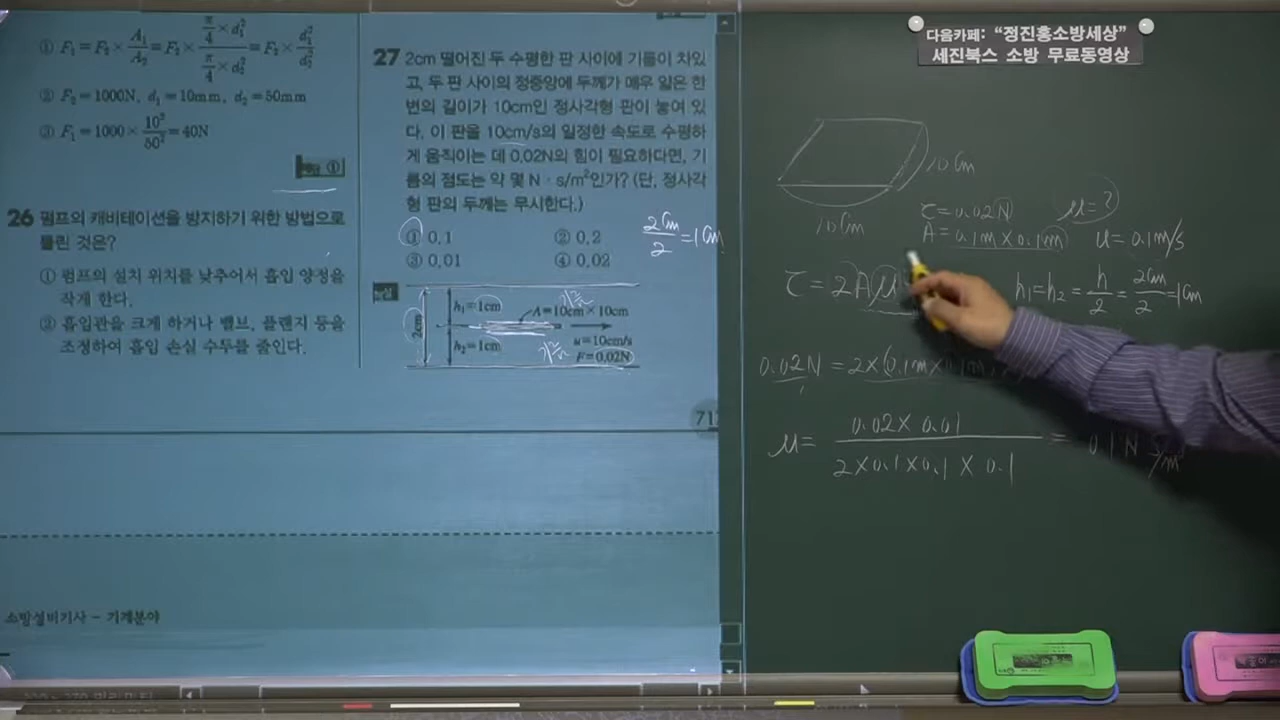 ① F₁=F₂×A₁/A₂=F₂×(π/4×d₁²)/(π/4×d₂²)=F₂×d₁²/d₂²
② F₂=1000N, d₁=10mm, d₂=50mm
③ F₁=1000×10²/50²=40N
①
26 펌프의 캐비테이션을 방지하기 위한 방법으로
틀린 것은?
① 펌프의 설치 위치를 낮추어서 흡입 양정을
작게 한다.
② 흡입관을 크게 하거나 밸브, 플랜지 등을
조정하여 흡입 손실 수두를 줄인다.
27 2cm 떨어진 두 수평한 판 사이에 기름이 차있
고, 두 판 사이의 정중앙에 두께가 매우 얇은 한
변의 길이가 10cm인 정사각형 판이 놓여 있
다. 이 판을 10cm/s의 일정한 속도로 수평하
게 움직이는 데 0.02N의 힘이 필요하다면, 기
름의 점도는 약 몇 N·s/m²인가? (단, 정사각
형 판의 두께는 무시한다.)
① 0.1 ② 0.2
③ 0.01 ④ 0.02
2cm/2=1cm
해설
2cm
h₁=1cm
기름
A=10cm×10cm
h₂=1cm
기름
u=10cm/s
F=0.02N
71
소방설비기사 - 기계분야
다음카페: "정진홍소방세상"
세진북스 소방 무료동영상
10cm
10cm
τ=0.02N μ=?
A=0.1m×0.1m u=0.1m/s
τ=2Aμ
h₁=h₂=h/2=2cm/2=1cm
0.02N=2×(0.1m×0.1m
μ=0.02×0.01/2×0.1×0.1×0.1=0.1N S/m²